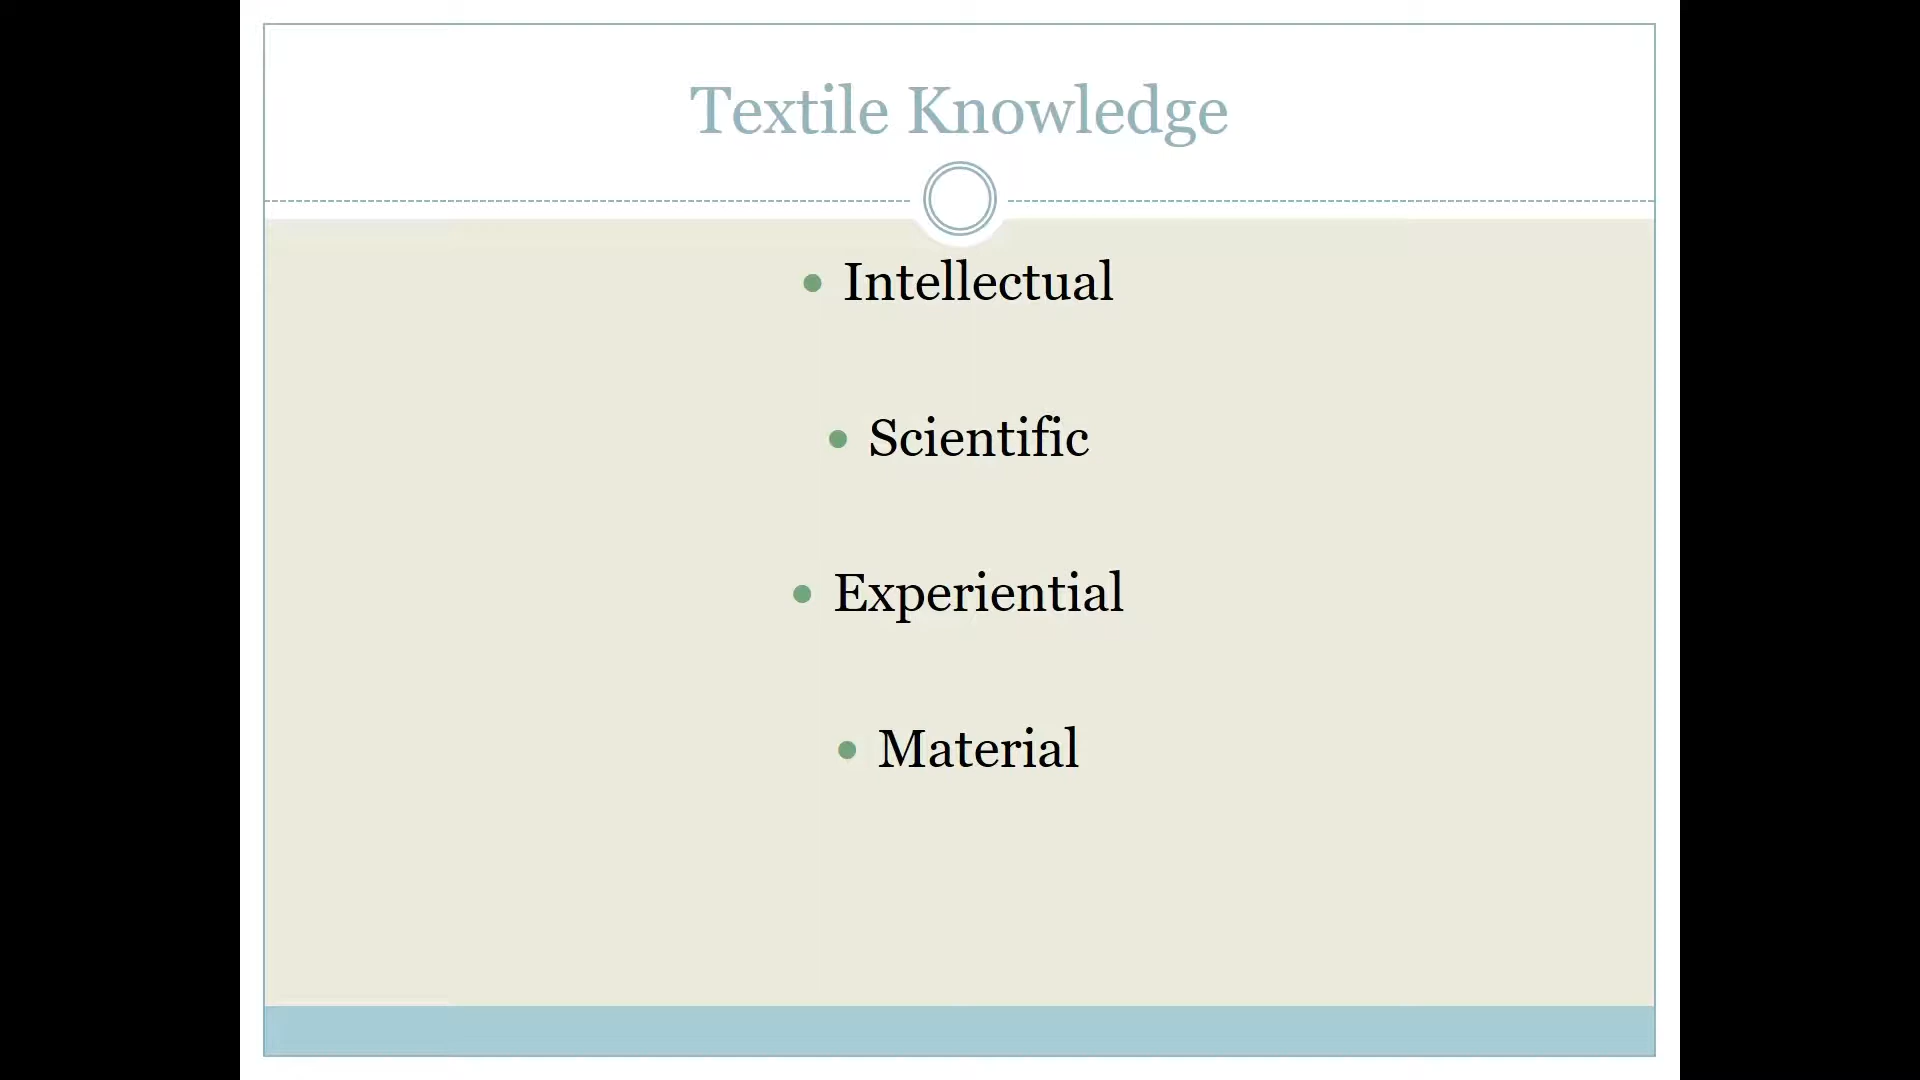 Textile Knowledge
• Intellectual
• Scientific
• Experiential
• Material